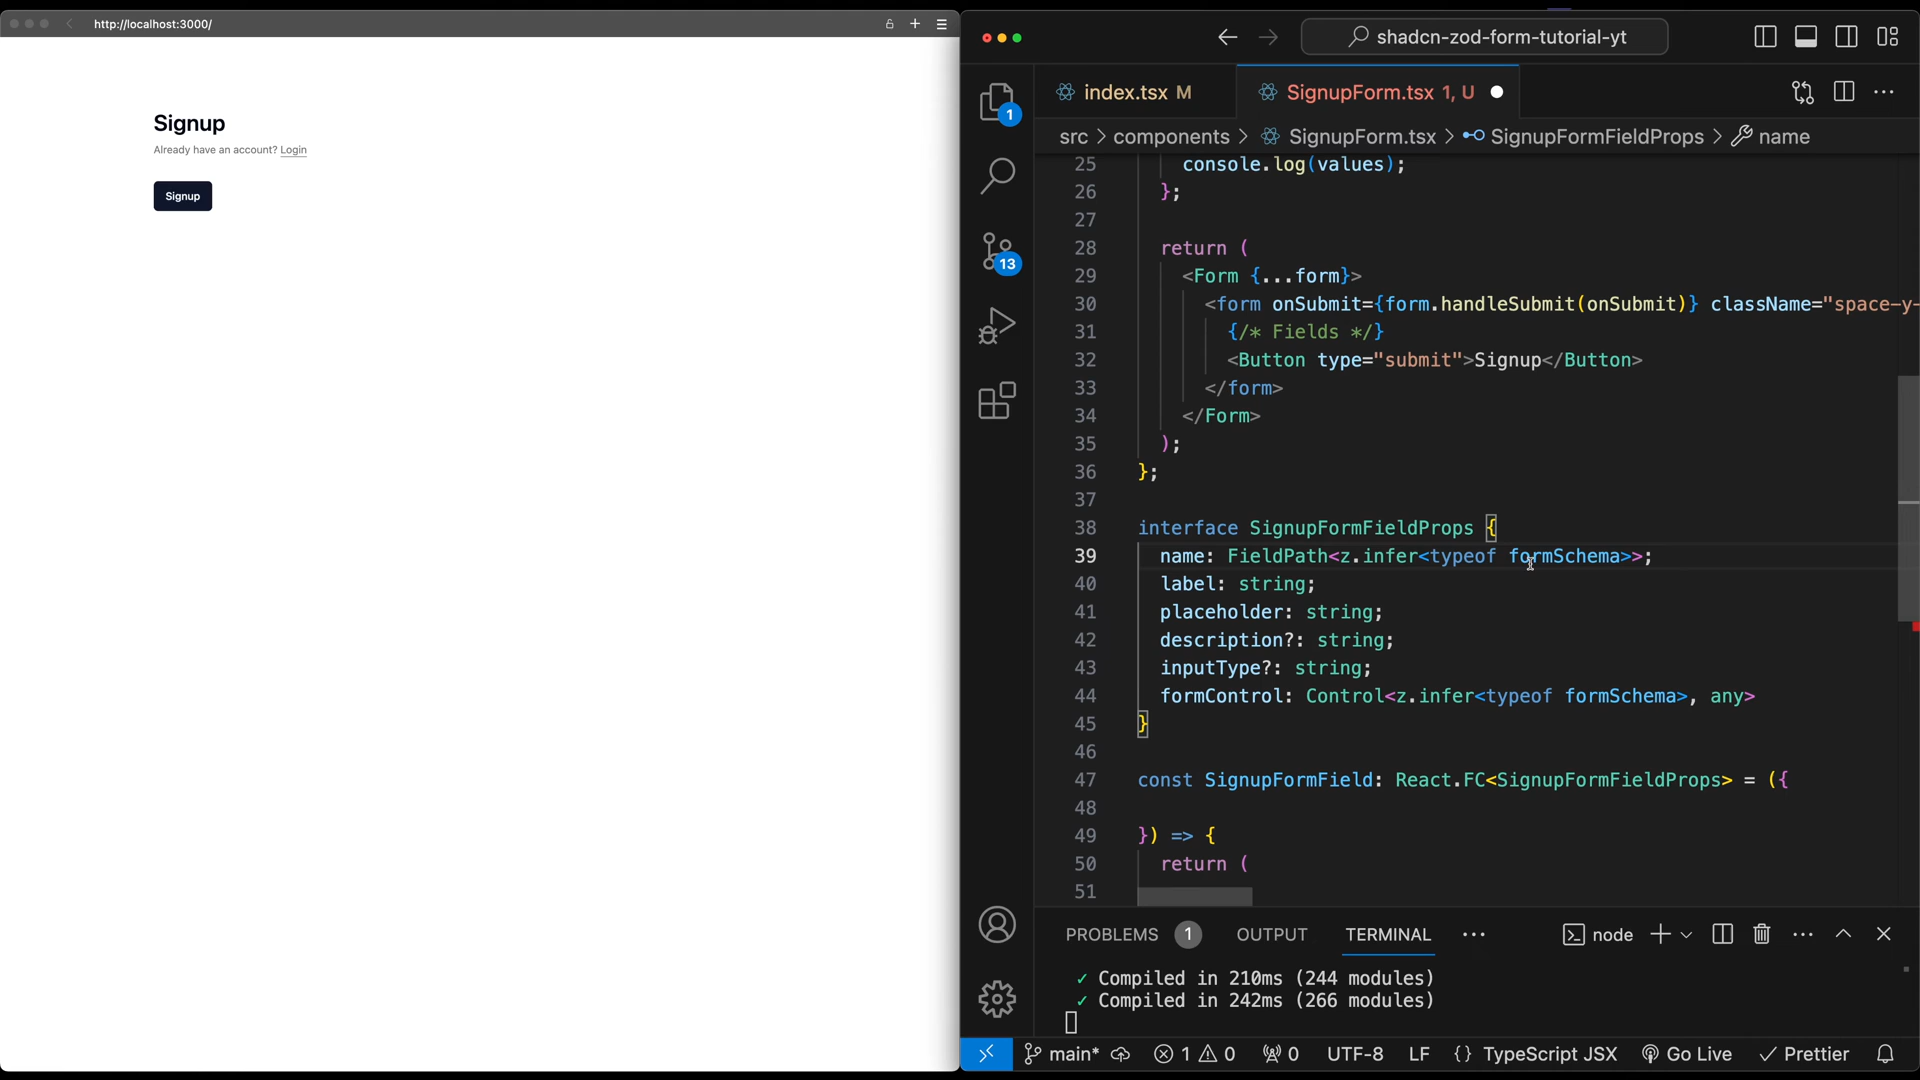 http://localhost:3000/
Signup
Already have an account? Login
Signup
shadcn-zod-form-tutorial-yt
index.tsx M
SignupForm.tsx 1, U
src > components > SignupForm.tsx > SignupFormFieldProps > name
1
13
25 console.log(values);
26 };
27
28 return (
29 <Form {...form}>
30 <form onSubmit={form.handleSubmit(onSubmit)} className="space-y-
31 {/* Fields */}
32 <Button type="submit">Signup</Button>
33 </form>
34 </Form>
35 );
36 };
37
38 interface SignupFormFieldProps {
39 name: FieldPath<z.infer<typeof formSchema>>;
40 label: string;
41 placeholder: string;
42 description?: string;
43 inputType?: string;
44 formControl: Control<z.infer<typeof formSchema>, any>
45 }
46
47 const SignupFormField: React.FC<SignupFormFieldProps> = ({
48
49 }) => {
50 return (
51
PROBLEMS 1 OUTPUT TERMINAL ··· node
✓ Compiled in 210ms (244 modules)
✓ Compiled in 242ms (266 modules)
main* 1 0 0 UTF-8 LF {} TypeScript JSX Go Live ✓ Prettier